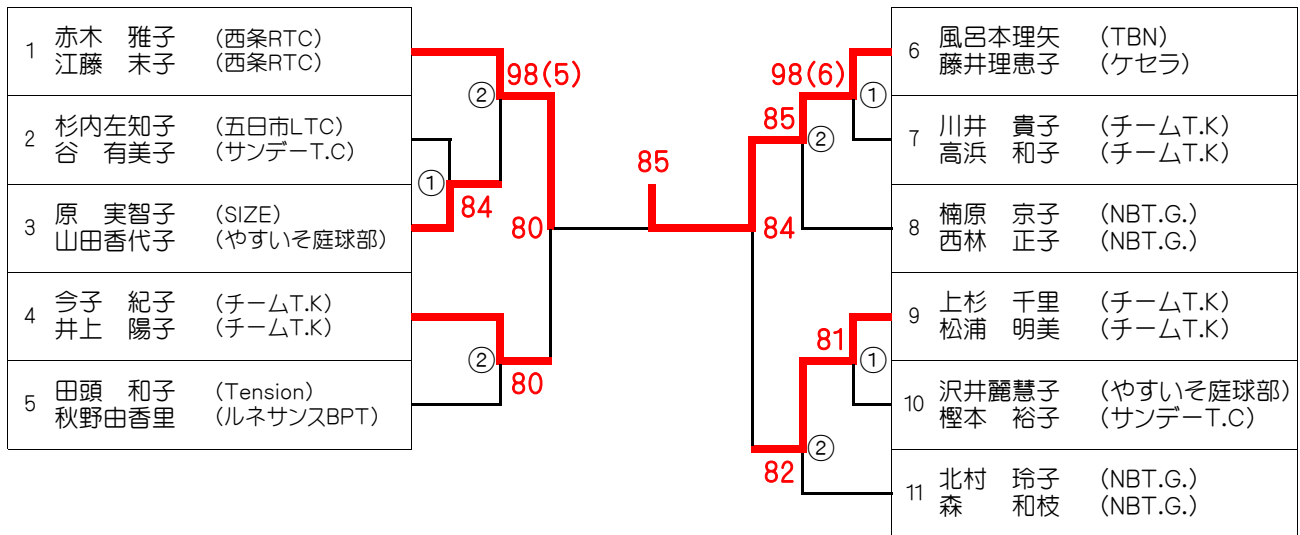 1 赤木 雅子 (西条RTC)
江藤 末子 (西条RTC)
2 杉内左知子 (五日市LTC)
谷 有美子 (サンデーT.C)
3 原 実智子 (SIZE)
山田香代子 (やすいそ庭球部)
4 今子 紀子 (チームT.K)
井上 陽子 (チームT.K)
5 田頭 和子 (Tension)
秋野由香里 (ルネサンスBPT)
98(5)
②
①
84
80
②
80
85
98(6)
①
85
②
84
81
①
②
82
6 風呂本理矢 (TBN)
藤井理恵子 (ケセラ)
7 川井 貴子 (チームT.K)
高浜 和子 (チームT.K)
8 楠原 京子 (NBT.G.)
西林 正子 (NBT.G.)
9 上杉 千里 (チームT.K)
松浦 明美 (チームT.K)
10 沢井麗慧子 (やすいそ庭球部)
樫本 裕子 (サンデーT.C)
11 北村 玲子 (NBT.G.)
森 和枝 (NBT.G.)